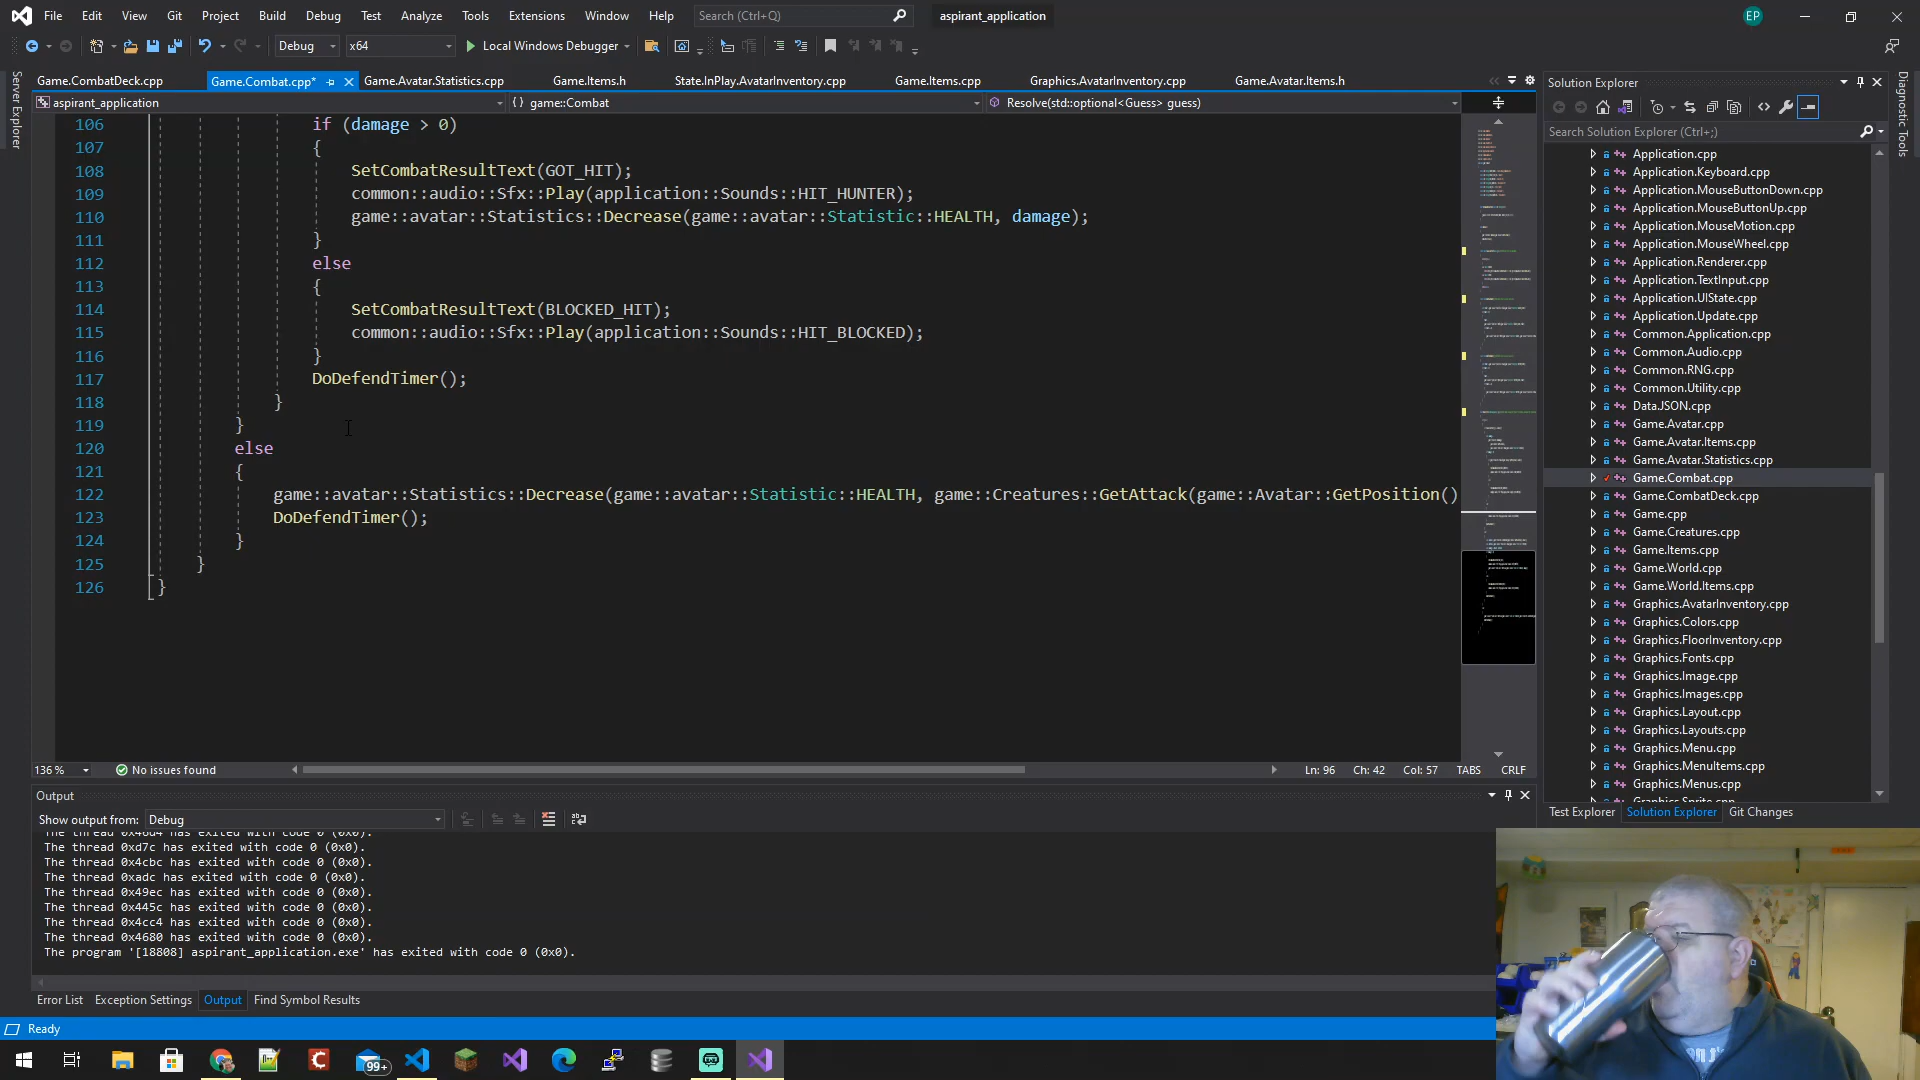 File Edit View Git Project Build Debug Test Analyze Tools Extensions Window Help Search (Ctrl+Q) aspirant_application EP
Debug x64 Local Windows Debugger
Server Explorer
Game.CombatDeck.cpp Game.Combat.cpp* Game.Avatar.Statistics.cpp Game.Items.h State.InPlay.AvatarInventory.cpp Game.Items.cpp Graphics.AvatarInventory.cpp Game.Avatar.Items.h
aspirant_application {} game::Combat Resolve(std::optional<Guess> guess)
106 if (damage > 0)
107 {
108 SetCombatResultText(GOT_HIT);
109 common::audio::Sfx::Play(application::Sounds::HIT_HUNTER);
110 game::avatar::Statistics::Decrease(game::avatar::Statistic::HEALTH, damage);
111 }
112 else
113 {
114 SetCombatResultText(BLOCKED_HIT);
115 common::audio::Sfx::Play(application::Sounds::HIT_BLOCKED);
116 }
117 DoDefendTimer();
118 }
119 }
120 else
121 {
122 game::avatar::Statistics::Decrease(game::avatar::Statistic::HEALTH, game::Creatures::GetAttack(game::Avatar::GetPosition()
123 DoDefendTimer();
124 }
125 }
126 }
136 % No issues found Ln: 96 Ch: 42 Col: 57 TABS CRLF
Output
Show output from: Debug
The thread 0x46d4 has exited with code 0 (0x0).
The thread 0xd7c has exited with code 0 (0x0).
The thread 0x4cbc has exited with code 0 (0x0).
The thread 0xadc has exited with code 0 (0x0).
The thread 0x49ec has exited with code 0 (0x0).
The thread 0x445c has exited with code 0 (0x0).
The thread 0x4cc4 has exited with code 0 (0x0).
The thread 0x4680 has exited with code 0 (0x0).
The program '[18808] aspirant_application.exe' has exited with code 0 (0x0).
Error List Exception Settings Output Find Symbol Results
Ready
99+
Solution Explorer
Search Solution Explorer (Ctrl+;)
Application.cpp
Application.Keyboard.cpp
Application.MouseButtonDown.cpp
Application.MouseButtonUp.cpp
Application.MouseMotion.cpp
Application.MouseWheel.cpp
Application.Renderer.cpp
Application.TextInput.cpp
Application.UIState.cpp
Application.Update.cpp
Common.Application.cpp
Common.Audio.cpp
Common.RNG.cpp
Common.Utility.cpp
Data.JSON.cpp
Game.Avatar.cpp
Game.Avatar.Items.cpp
Game.Avatar.Statistics.cpp
Game.Combat.cpp
Game.CombatDeck.cpp
Game.cpp
Game.Creatures.cpp
Game.Items.cpp
Game.World.cpp
Game.World.Items.cpp
Graphics.AvatarInventory.cpp
Graphics.Colors.cpp
Graphics.FloorInventory.cpp
Graphics.Fonts.cpp
Graphics.Image.cpp
Graphics.Images.cpp
Graphics.Layout.cpp
Graphics.Layouts.cpp
Graphics.Menu.cpp
Graphics.MenuItems.cpp
Graphics.Menus.cpp
Graphics.Sprite.cpp
Test Explorer Solution Explorer Git Changes
Diagnostic Tools